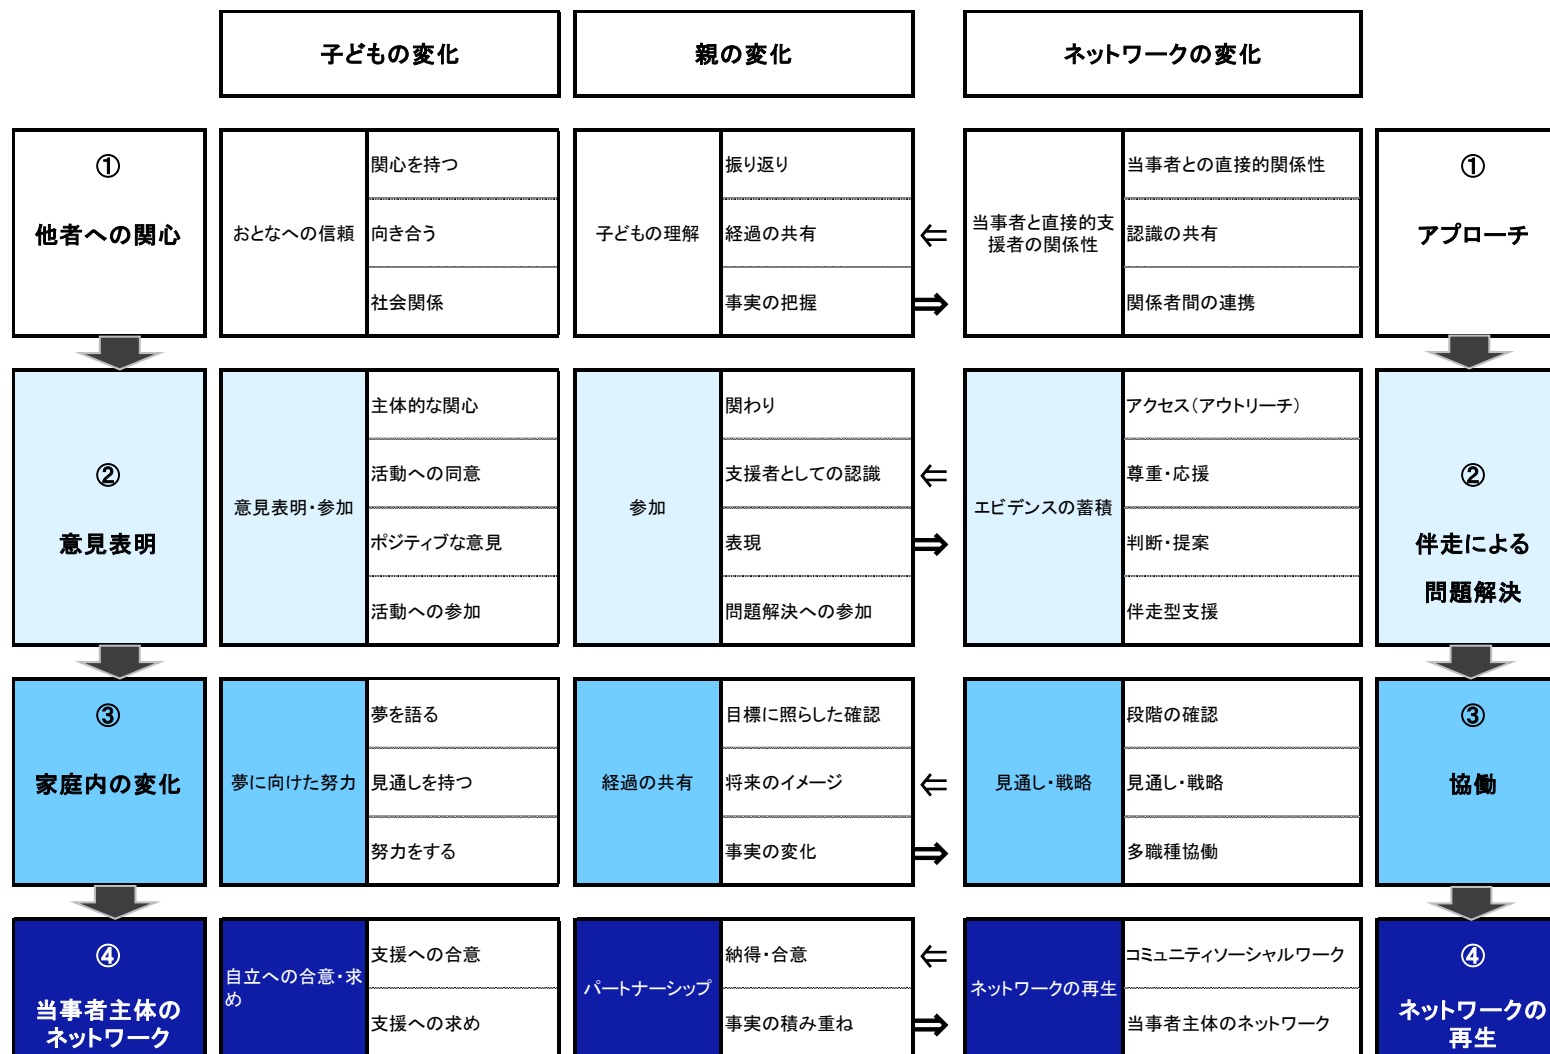 子どもの変化
親の変化
ネットワークの変化
①
他者への関心
おとなへの信頼
関心を持つ
向き合う
社会関係
子どもの理解
振り返り
経過の共有
事実の把握
⇐
⇒
当事者と直接的支
援者の関係性
当事者との直接的関係性
認識の共有
関係者間の連携
①
アプローチ
②
意見表明
意見表明・参加
主体的な関心
活動への同意
ポジティブな意見
活動への参加
参加
関わり
支援者としての認識
表現
問題解決への参加
⇐
⇒
エビデンスの蓄積
アクセス（アウトリーチ）
尊重・応援
判断・提案
伴走型支援
②
伴走による
問題解決
③
家庭内の変化
夢に向けた努力
夢を語る
見通しを持つ
努力をする
経過の共有
目標に照らした確認
将来のイメージ
事実の変化
⇐
⇒
見通し・戦略
段階の確認
見通し・戦略
多職種協働
③
協働
④
当事者主体の
ネットワーク
自立への合意・求
め
支援への合意
支援への求め
パートナーシップ
納得・合意
事実の積み重ね
⇐
⇒
ネットワークの再生
コミュニティソーシャルワーク
当事者主体のネットワーク
④
ネットワークの
再生